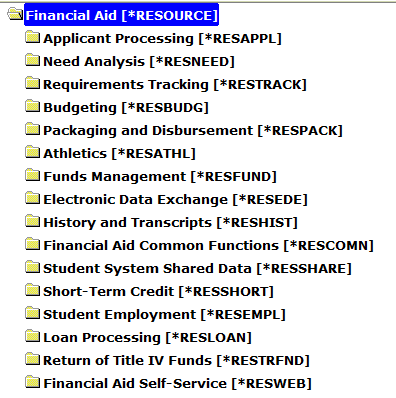 Financial Aid [*RESOURCE]
Applicant Processing [*RESAPPL]
Need Analysis [*RESNEED]
Requirements Tracking [*RESTRACK]
Budgeting [*RESBUDG]
Packaging and Disbursement [*RESPACK]
Athletics [*RESATHL]
Funds Management [*RESFUND]
Electronic Data Exchange [*RESEDE]
History and Transcripts [*RESHIST]
Financial Aid Common Functions [*RESCOMN]
Student System Shared Data [*RESSHARE]
Short-Term Credit [*RESSHORT]
Student Employment [*RESEMPL]
Loan Processing [*RESLOAN]
Return of Title IV Funds [*RESTRFND]
Financial Aid Self-Service [*RESWEB]